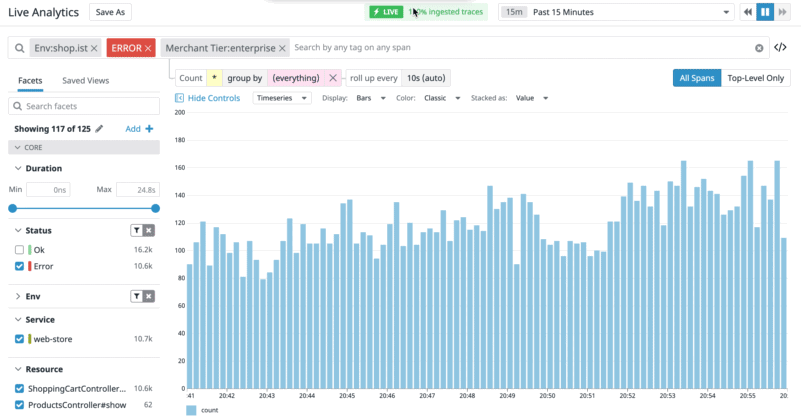 Live Analytics
Save As
LIVE
ingested traces
15m Past 15 Minutes
Env:shop.ist ERROR Merchant Tier:enterprise Search by any tag on any span
Facets Saved Views
Count * group by (everything) roll up every 10s (auto)
All Spans Top-Level Only
Search facets
Hide Controls Timeseries Display: Bars Color: Classic Stacked as: Value
Showing 117 of 125 Add +
CORE
Duration
Min 0ns Max 24.8s
Status
Ok 16.2k
Error 10.6k
Env
Service
web-store 10.7k
Resource
ShoppingCartController... 10.6k
ProductsController#show 62
200
180
160
140
120
100
80
60
40
20
0
:41 20:42 20:43 20:44 20:45 20:46 20:47 20:48 20:49 20:50 20:51 20:52 20:53 20:54 20:55 20:
count